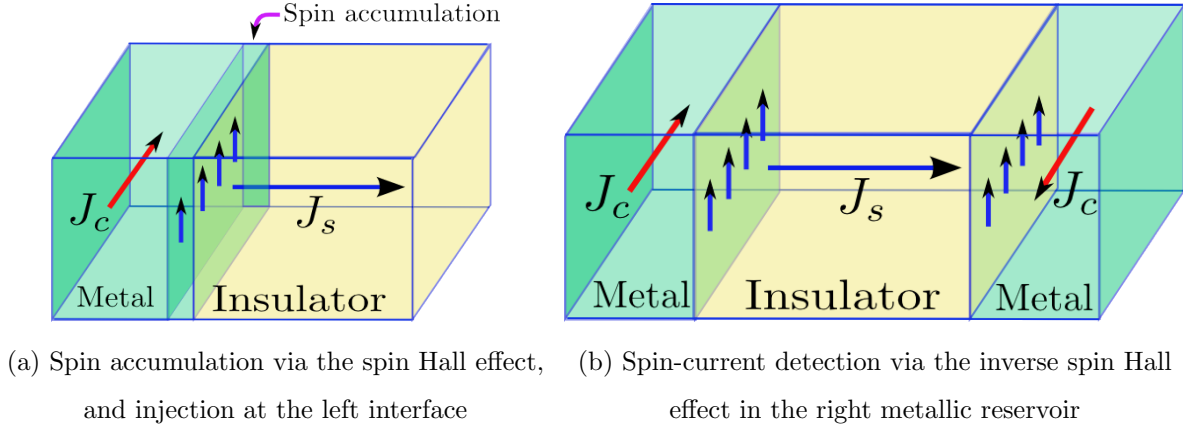 Spin accumulation
J_c
J_s
Metal
Insulator
J_c
J_s
J_c
Metal
Insulator
Metal
(a) Spin accumulation via the spin Hall effect,
and injection at the left interface
(b) Spin-current detection via the inverse spin Hall
effect in the right metallic reservoir